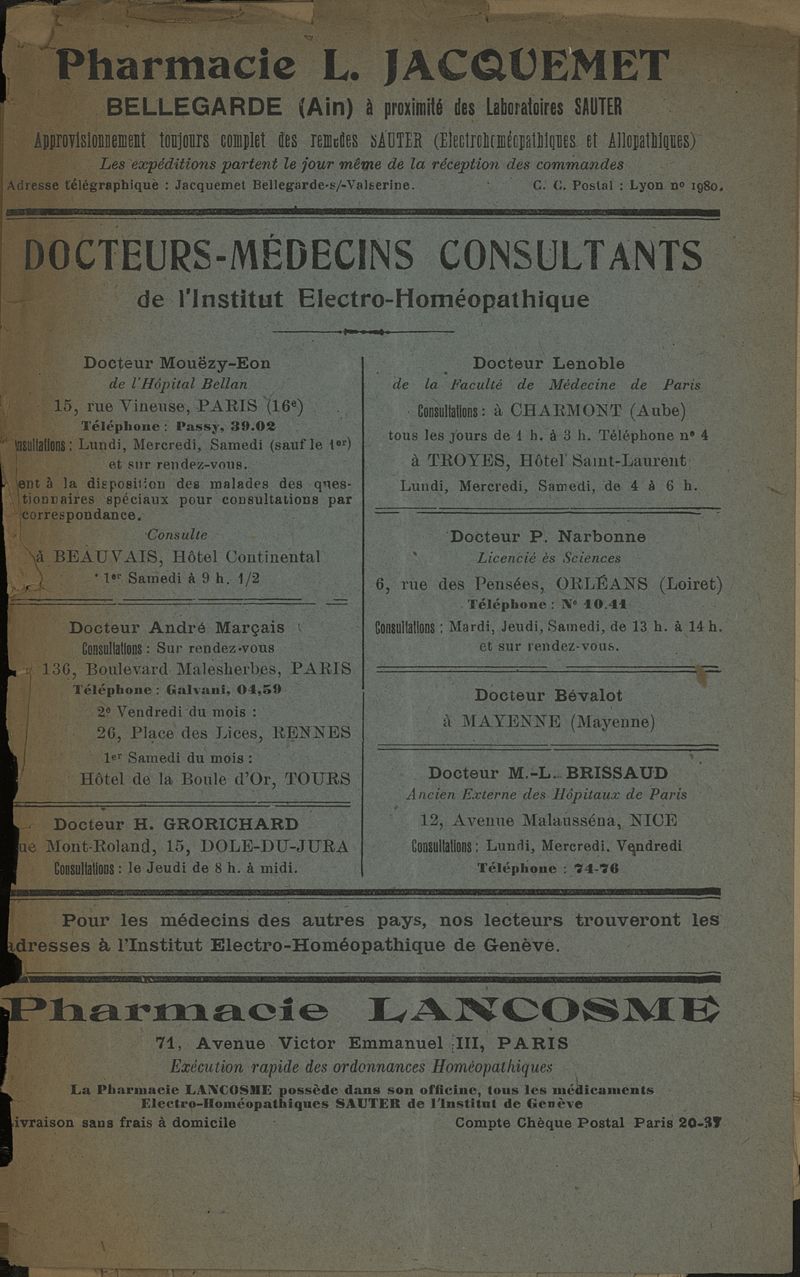 Pharmacie L. JACQUEMET
BELLEGARDE (Ain) à proximité des Laboratoires SAUTER
Approvisionnement toujours complet des remèdes SAUTER (Electrohomécpathiques et Allopathiques)
Les expéditions partent le jour même de la réception des commandes
Adresse télégraphique : Jacquemet Bellegarde-s/-Valserine. C. C. Postal : Lyon nº 1980.
DOCTEURS-MÉDECINS CONSULTANTS
de l'Institut Electro-Homéopathique
Docteur Mouëzy-Eon
de l'Hôpital Bellan
15, rue Vineuse, PARIS (16e)
Téléphone : Passy, 39.02
nsultations : Lundi, Mercredi, Samedi (sauf le 1er)
et sur rendez-vous.
ent à la disposition des malades des ques-
tionnaires spéciaux pour consultations par
correspondance.
Consulte
à BEAUVAIS, Hôtel Continental
1er Samedi à 9 h. 1/2
Docteur André Marçais
Consultations : Sur rendez-vous
136, Boulevard Malesherbes, PARIS
Téléphone : Galvani, 04,59
2e Vendredi du mois :
26, Place des Lices, RENNES
1er Samedi du mois :
Hôtel de la Boule d'Or, TOURS
Docteur H. GRORICHARD
ue Mont-Roland, 15, DOLE-DU-JURA
Consultations : le Jeudi de 8 h. à midi.
Docteur Lenoble
de la Faculté de Médecine de Paris
Consultations : à CHARMONT (Aube)
tous les jours de 1 h. à 3 h. Téléphone nº 4
à TROYES, Hôtel Saint-Laurent
Lundi, Mercredi, Samedi, de 4 à 6 h.
Docteur P. Narbonne
Licencié ès Sciences
6, rue des Pensées, ORLÉANS (Loiret)
Téléphone : Nº 10.41
Consultations : Mardi, Jeudi, Samedi, de 13 h. à 14 h.
et sur rendez-vous.
Docteur Bévalot
à MAYENNE (Mayenne)
Docteur M.-L. BRISSAUD
Ancien Externe des Hôpitaux de Paris
12, Avenue Malausséna, NICE
Consultations : Lundi, Mercredi, Vendredi
Téléphone : 74-76
Pour les médecins des autres pays, nos lecteurs trouveront les
adresses à l'Institut Electro-Homéopathique de Genève.
Pharmacie LANCOSME
71, Avenue Victor Emmanuel III, PARIS
Exécution rapide des ordonnances Homéopathiques
La Pharmacie LANCOSME possède dans son officine, tous les médicaments
Electro-Homéopathiques SAUTER de l'Institut de Genève
ivraison sans frais à domicile Compte Chèque Postal Paris 20-37